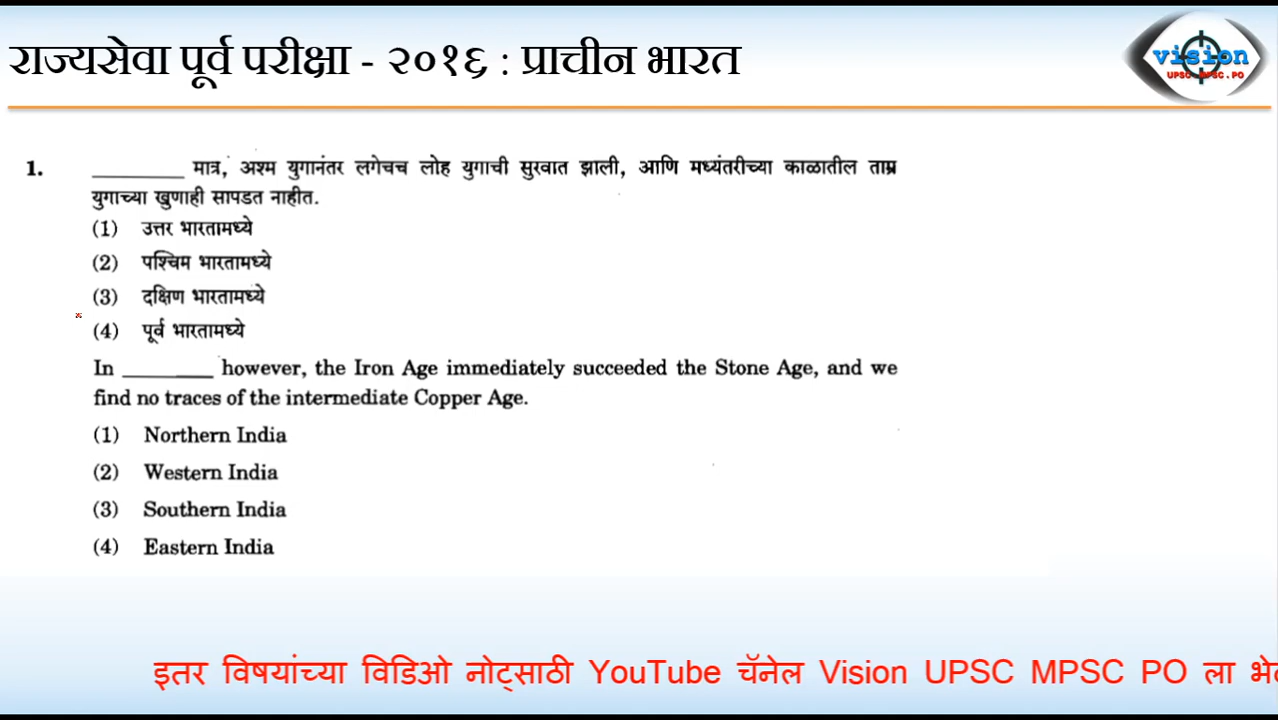 राज्यसेवा पूर्व परीक्षा - २०१६ : प्राचीन भारत
vision
UPSC MPSC . PO
1. ________ मात्र, अश्म युगानंतर लगेचच लोह युगाची सुरवात झाली, आणि मध्यंतरीच्या काळातील ताम्र
युगाच्या खुणाही सापडत नाहीत.
(1) उत्तर भारतामध्ये
(2) पश्चिम भारतामध्ये
(3) दक्षिण भारतामध्ये
(4) पूर्व भारतामध्ये
In ________ however, the Iron Age immediately succeeded the Stone Age, and we
find no traces of the intermediate Copper Age.
(1) Northern India
(2) Western India
(3) Southern India
(4) Eastern India
इतर विषयांच्या विडिओ नोट्साठी YouTube चॅनेल Vision UPSC MPSC PO ला